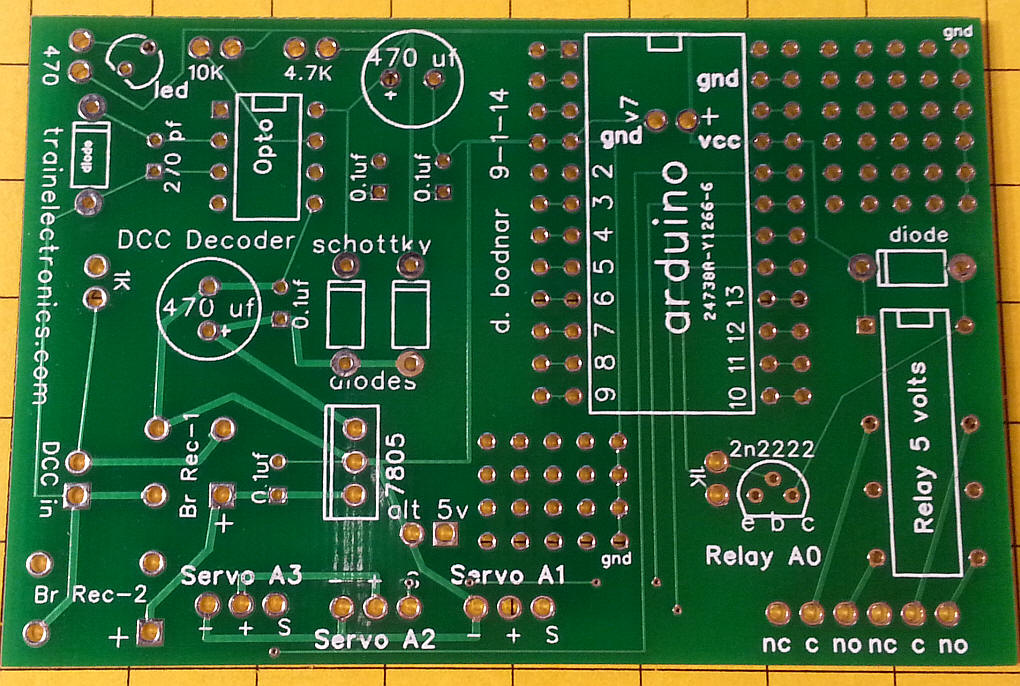 470
led
10K
4.7K
470 uf
+
gnd
gnd
v7
+
gnd
vcc
diode
270 pf
Opto
0.1uf
0.1uf
9-1-14
d. bodnar
arduino
24738A-Y1266-6
2
3
4
5
6
7
8
9
13
12
11
10
trainelectronics.com
DCC Decoder
schottky
diode
1K
470 uf
+
0.1uf
diodes
Relay 5 volts
DCC in
Br Rec-1
+
0.1uf
7805
alt 5v
2n2222
1K
e b c
Relay A0
gnd
Br Rec-2
+
Servo A3
- + S
- +
Servo A2
Servo A1
- + S
nc c no nc c no